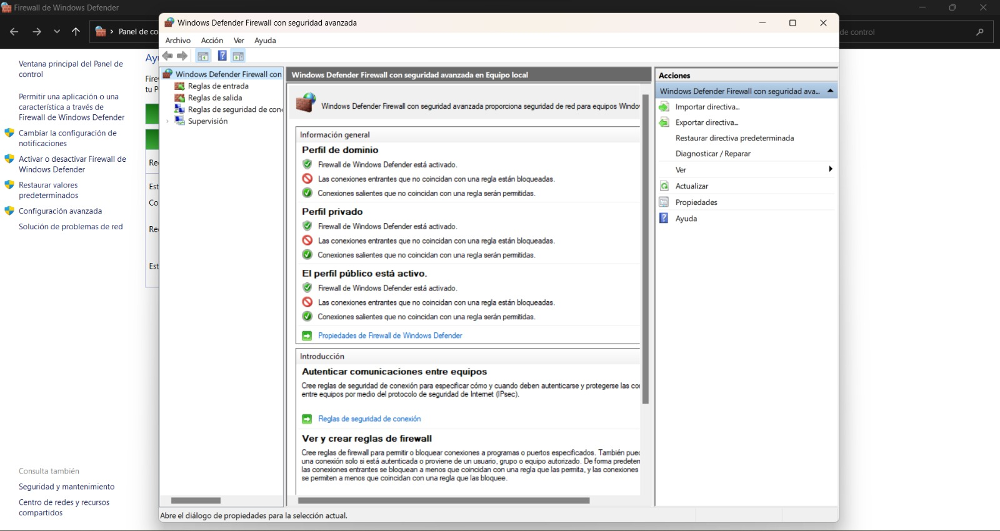 Firewall de Windows Defender
Panel de co
de control
Ventana principal del Panel de
control
Permitir una aplicación o una
característica a través de
Firewall de Windows Defender
Cambiar la configuración de
notificaciones
Activar o desactivar Firewall de
Windows Defender
Restaurar valores
predeterminados
Configuración avanzada
Solución de problemas de red
Consulta también
Seguridad y mantenimiento
Centro de redes y recursos
compartidos
Ay
Fire
tu P
Re
Est
Co
Re
Est
Windows Defender Firewall con seguridad avanzada
Archivo Acción Ver Ayuda
Windows Defender Firewall con
Reglas de entrada
Reglas de salida
Reglas de seguridad de con
Supervisión
Windows Defender Firewall con seguridad avanzada en Equipo local
Windows Defender Firewall con seguridad avanzada proporciona seguridad de red para equipos Windo
Información general
Perfil de dominio
Firewall de Windows Defender está activado.
Las conexiones entrantes que no coincidan con una regla están bloqueadas.
Conexiones salientes que no coincidan con una regla serán permitidas.
Perfil privado
Firewall de Windows Defender está activado.
Las conexiones entrantes que no coincidan con una regla están bloqueadas.
Conexiones salientes que no coincidan con una regla serán permitidas.
El perfil público está activo.
Firewall de Windows Defender está activado.
Las conexiones entrantes que no coincidan con una regla están bloqueadas.
Conexiones salientes que no coincidan con una regla serán permitidas.
Propiedades de Firewall de Windows Defender
Introducción
Autenticar comunicaciones entre equipos
Cree reglas de seguridad de conexión para especificar cómo y cuando deben autenticarse y protegerse las co
entre equipos por medio del protocolo de seguridad de Internet (IPsec).
Reglas de seguridad de conexión
Ver y crear reglas de firewall
Cree reglas de firewall para permitir o bloquear conexiones a programas o puertos especificados. También pued
una conexión solo si está autenticada o proviene de un usuario, grupo o equipo autorizado. De forma predeter
las conexiones entrantes se bloquean a menos que coincidan con una regla que las permita, y las conexiones
se permiten a menos que coincidan con una regla que las bloquee.
Acciones
Windows Defender Firewall con seguridad ava...
Importar directiva...
Exportar directiva...
Restaurar directiva predeterminada
Diagnosticar / Reparar
Ver
Actualizar
Propiedades
Ayuda
Abre el diálogo de propiedades para la selección actual.